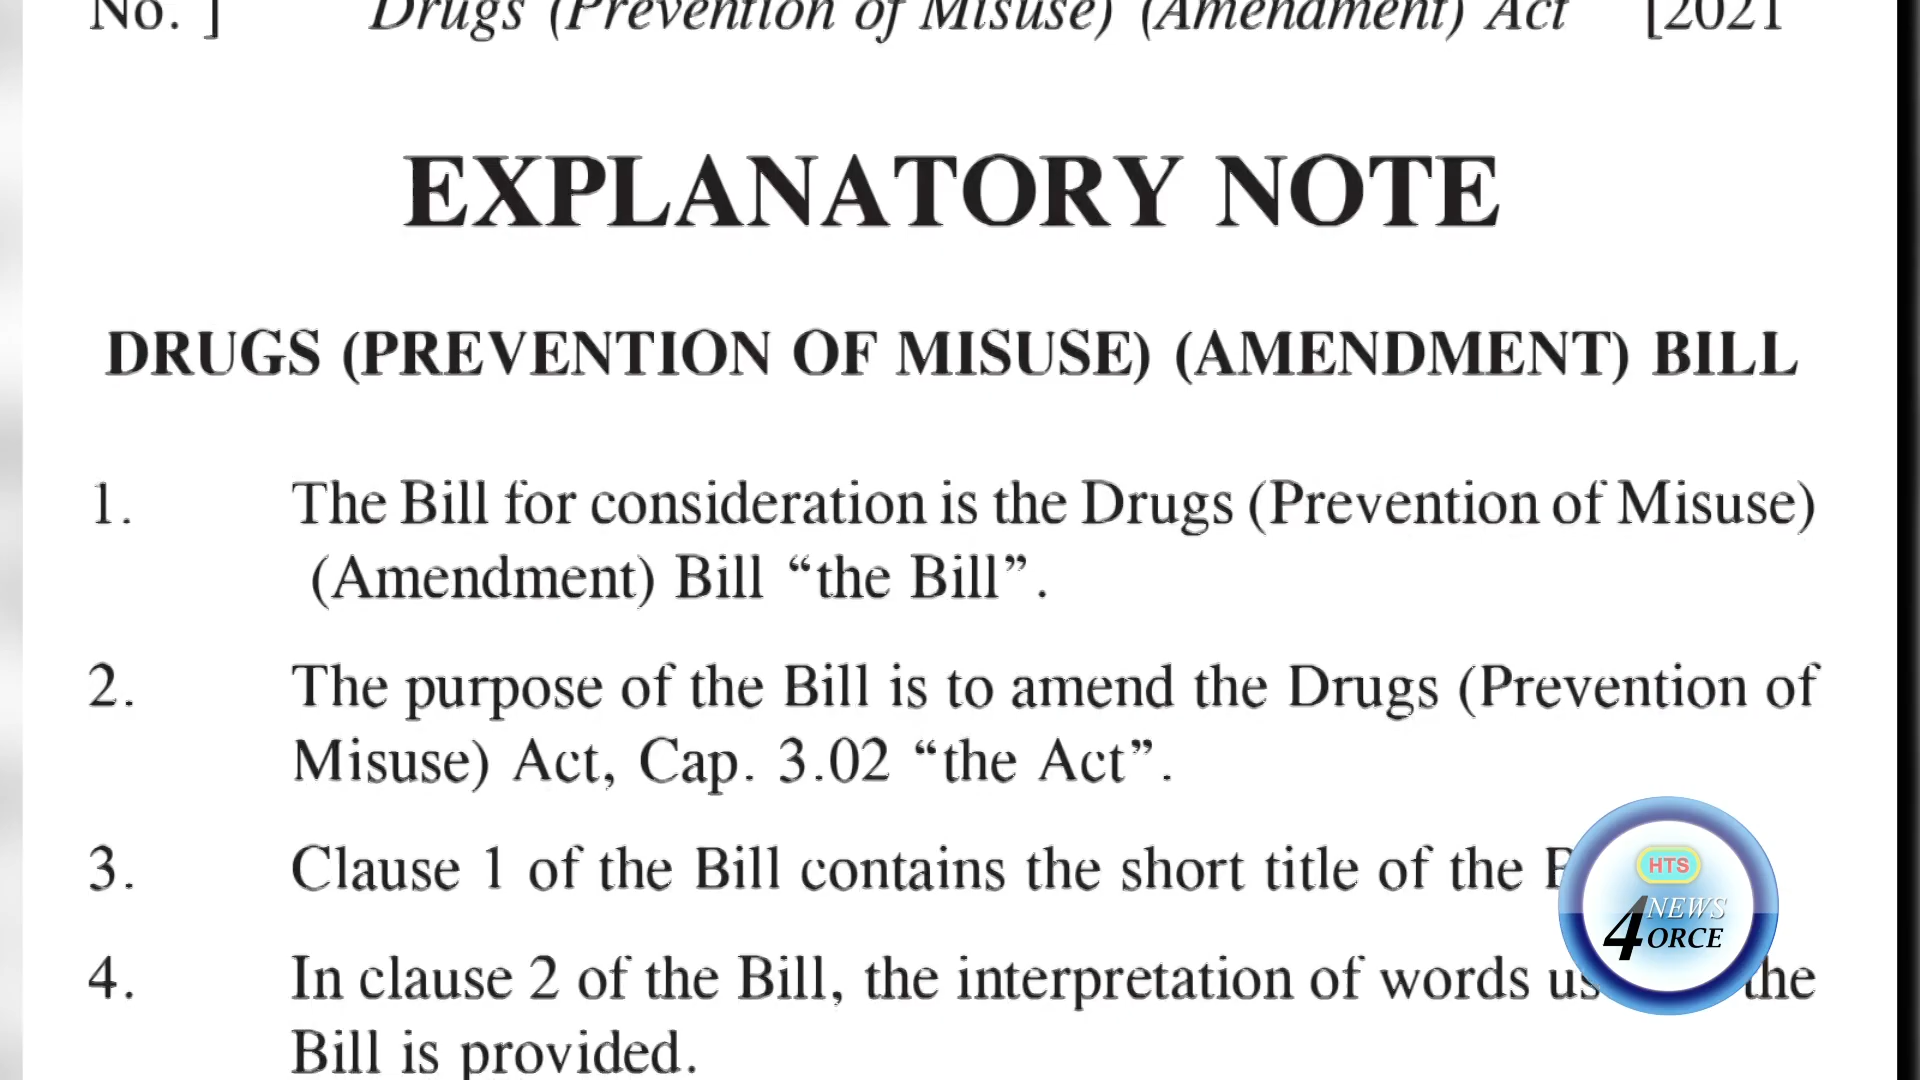 No. ] Drugs (Prevention of Misuse) (Amendment) Act [2021
EXPLANATORY NOTE
DRUGS (PREVENTION OF MISUSE) (AMENDMENT) BILL
1. The Bill for consideration is the Drugs (Prevention of Misuse)
(Amendment) Bill “the Bill”.
2. The purpose of the Bill is to amend the Drugs (Prevention of
Misuse) Act, Cap. 3.02 “the Act”.
3. Clause 1 of the Bill contains the short title of the
4. In clause 2 of the Bill, the interpretation of words the
Bill is provided.
HTS
NEWS
4ORCE